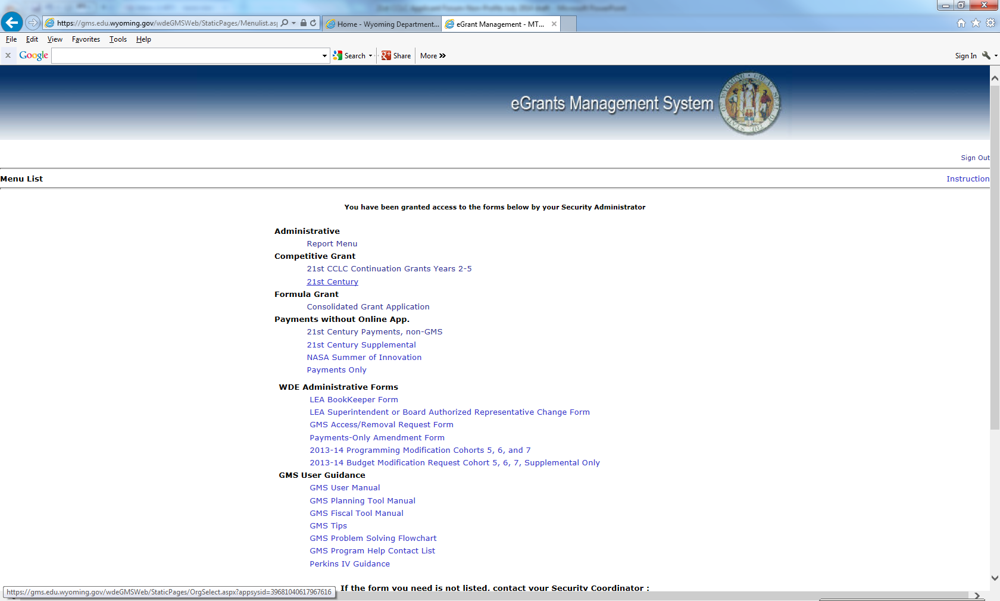 https://gms.edu.wyoming.gov/wdeGMSWeb/StaticPages/Menulist.as
Home - Wyoming Department...
eGrant Management - MT...
File Edit View Favorites Tools Help
x Google Search Share More »
Sign In
eGrants Management System
Sign Out
Menu List
Instruction
You have been granted access to the forms below by your Security Administrator
Administrative
Report Menu
Competitive Grant
21st CCLC Continuation Grants Years 2-5
21st Century
Formula Grant
Consolidated Grant Application
Payments without Online App.
21st Century Payments, non-GMS
21st Century Supplemental
NASA Summer of Innovation
Payments Only
WDE Administrative Forms
LEA BookKeeper Form
LEA Superintendent or Board Authorized Representative Change Form
GMS Access/Removal Request Form
Payments-Only Amendment Form
2013-14 Programming Modification Cohorts 5, 6, and 7
2013-14 Budget Modification Request Cohort 5, 6, 7, Supplemental Only
GMS User Guidance
GMS User Manual
GMS Planning Tool Manual
GMS Fiscal Tool Manual
GMS Tips
GMS Problem Solving Flowchart
GMS Program Help Contact List
Perkins IV Guidance
If the form you need is not listed, contact your Security Coordinator :
https://gms.edu.wyoming.gov/wdeGMSWeb/StaticPages/OrgSelect.aspx?appsysid=39681040617967616